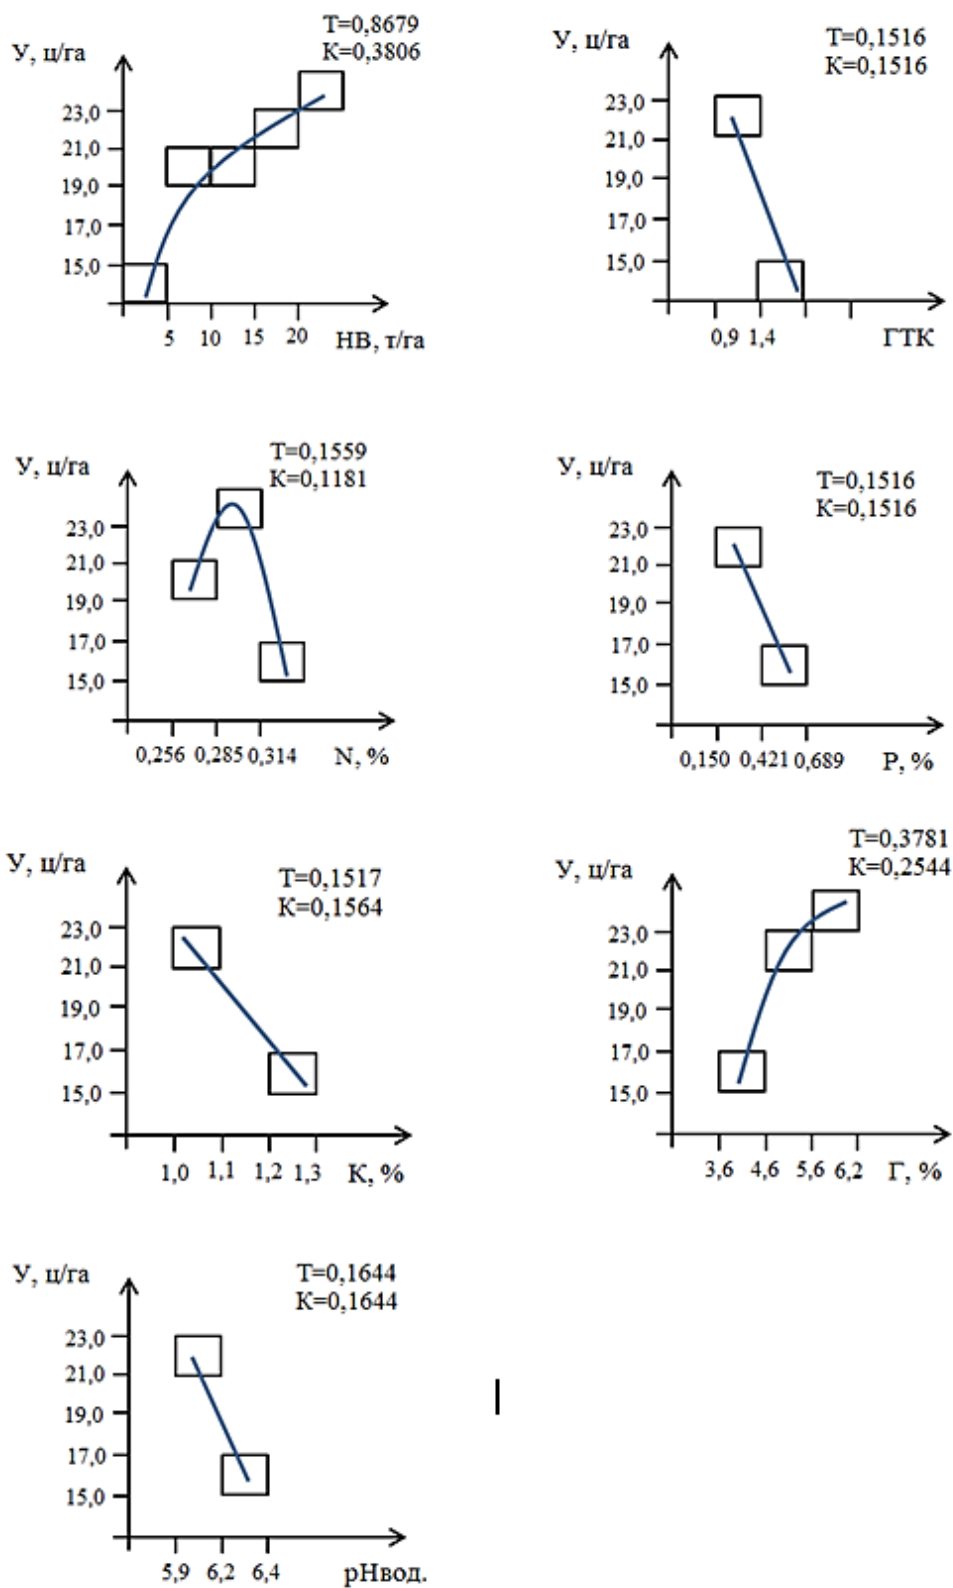 Т=0,8679
К=0,3806
У, ц/га
23,0
21,0
19,0
17,0
15,0
5 10 15 20 НВ, т/га
Т=0,1516
К=0,1516
У, ц/га
23,0
21,0
19,0
17,0
15,0
0,9 1,4 ГТК
Т=0,1559
К=0,1181
У, ц/га
23,0
21,0
19,0
17,0
15,0
0,256 0,285 0,314 N, %
Т=0,1516
К=0,1516
У, ц/га
23,0
21,0
19,0
17,0
15,0
0,150 0,421 0,689 Р, %
Т=0,1517
К=0,1564
У, ц/га
23,0
21,0
19,0
17,0
15,0
1,0 1,1 1,2 1,3 К, %
Т=0,3781
К=0,2544
У, ц/га
23,0
21,0
19,0
17,0
15,0
3,6 4,6 5,6 6,2 Г, %
Т=0,1644
К=0,1644
У, ц/га
23,0
21,0
19,0
17,0
15,0
5,9 6,2 6,4 рНвод.